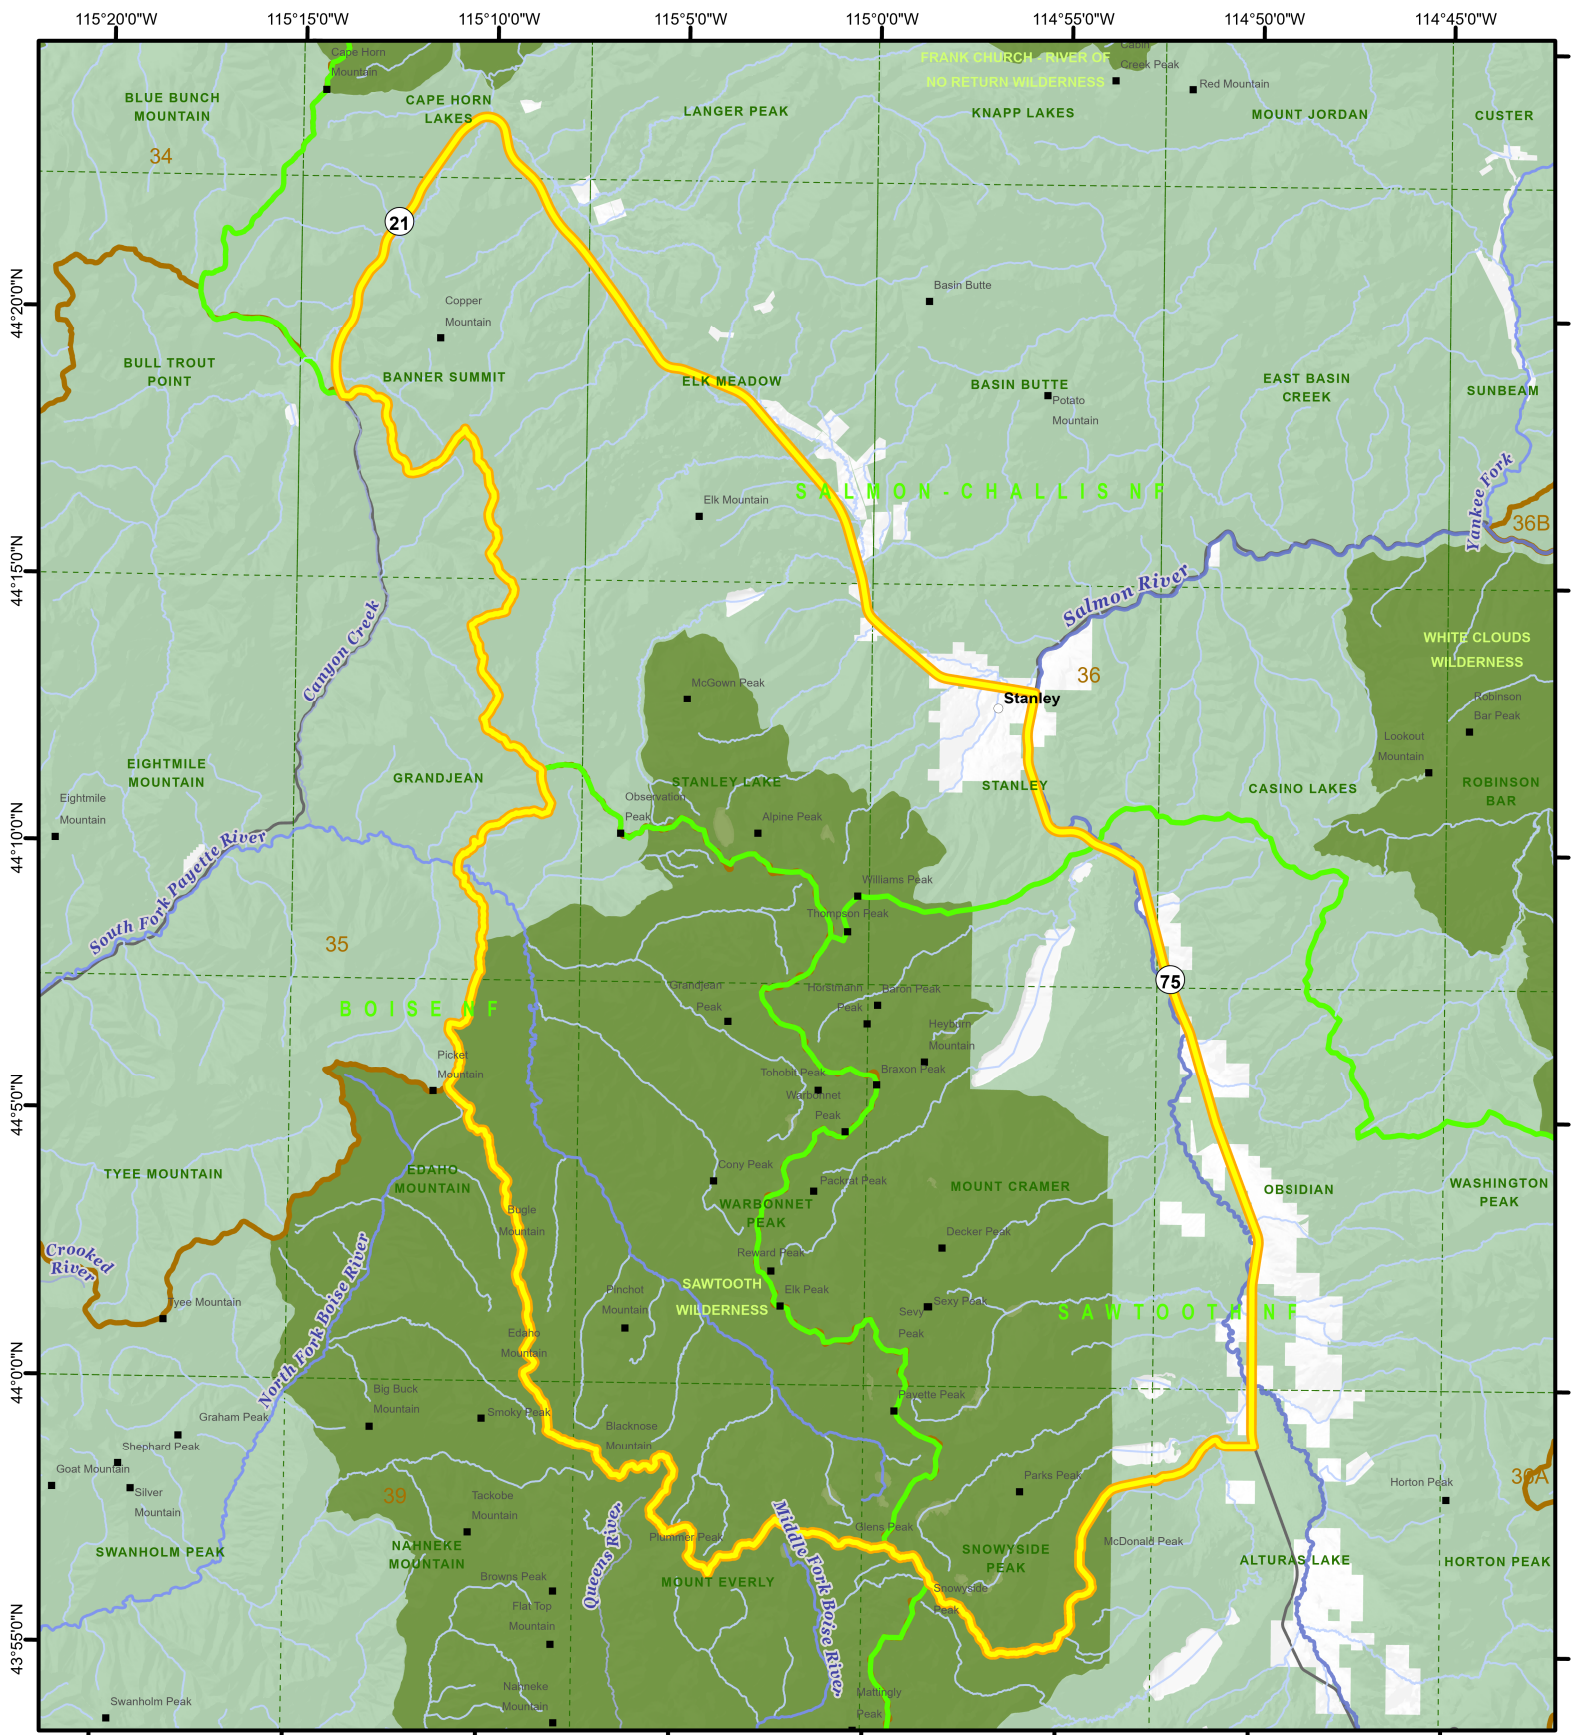 115°20'0"W
115°15'0"W
115°10'0"W
115°5'0"W
115°0'0"W
114°55'0"W
114°50'0"W
114°45'0"W
Cape Horn
Mountain
FRANK CHURCH - RIVER OF
NO RETURN WILDERNESS
Cabin
Creek Peak
Red Mountain
BLUE BUNCH
MOUNTAIN
CAPE HORN
LAKES
LANGER PEAK
KNAPP LAKES
MOUNT JORDAN
CUSTER
34
21
44°20'0"N
Copper
Mountain
Basin Butte
BULL TROUT
POINT
BANNER SUMMIT
ELK MEADOW
BASIN BUTTE
Potato
Mountain
EAST BASIN
CREEK
SUNBEAM
Elk Mountain
SALMON-CHALLIS NF
Yankee Fork
36B
44°15'0"N
Salmon River
Canyon Creek
WHITE CLOUDS
WILDERNESS
McGown Peak
36
Stanley
Robinson
Bar Peak
Lookout
Mountain
EIGHTMILE
MOUNTAIN
GRANDJEAN
STANLEY LAKE
STANLEY
CASINO LAKES
ROBINSON
BAR
Eightmile
Mountain
Observation
Peak
Alpine Peak
44°10'0"N
South Fork Payette River
Williams Peak
Thompson Peak
35
75
Grandjean
Peak
Horstmann
Peak
Baron Peak
BOISE NF
Heyburn
Mountain
Picket
Mountain
Tohobit Peak
Braxon Peak
Warbonnet
Peak
44°5'0"N
TYEE MOUNTAIN
EDAHO
MOUNTAIN
Cony Peak
Packrat Peak
MOUNT CRAMER
OBSIDIAN
WASHINGTON
PEAK
WARBONNET
PEAK
Bugle
Mountain
Decker Peak
Crooked
River
Reward Peak
Tyee Mountain
North Fork Boise River
Pinchot
Mountain
SAWTOOTH
WILDERNESS
Elk Peak
Sevy
Peak
Sexy Peak
SAWTOOTH NF
Edaho
Mountain
44°0'0"N
Big Buck
Mountain
Smoky Peak
Payette Peak
Graham Peak
Shephard Peak
Blacknose
Mountain
Goat Mountain
Silver
Mountain
39
Tackobe
Mountain
Parks Peak
Horton Peak
36A
Queens River
Plummer Peak
Middle Fork Boise River
Glens Peak
McDonald Peak
SWANHOLM PEAK
NAHNEKE
MOUNTAIN
SNOWYSIDE
PEAK
ALTURAS LAKE
HORTON PEAK
Browns Peak
MOUNT EVERLY
Snowyside
Peak
Flat Top
Mountain
43°55'0"N
Nahneke
Mountain
Swanholm Peak
Mattingly
Peak